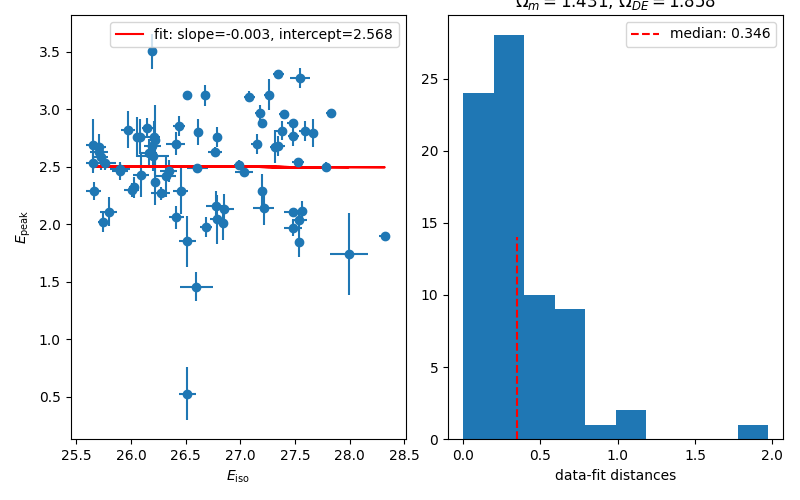 Ω_m = 1.431, Ω_DE = 1.858
fit: slope=-0.003, intercept=2.568
median: 0.346
3.5
3.0
2.5
2.0
1.5
1.0
0.5
E_peak
25.5 26.0 26.5 27.0 27.5 28.0 28.5
E_iso
25
20
15
10
5
0
0.0 0.5 1.0 1.5 2.0
data-fit distances